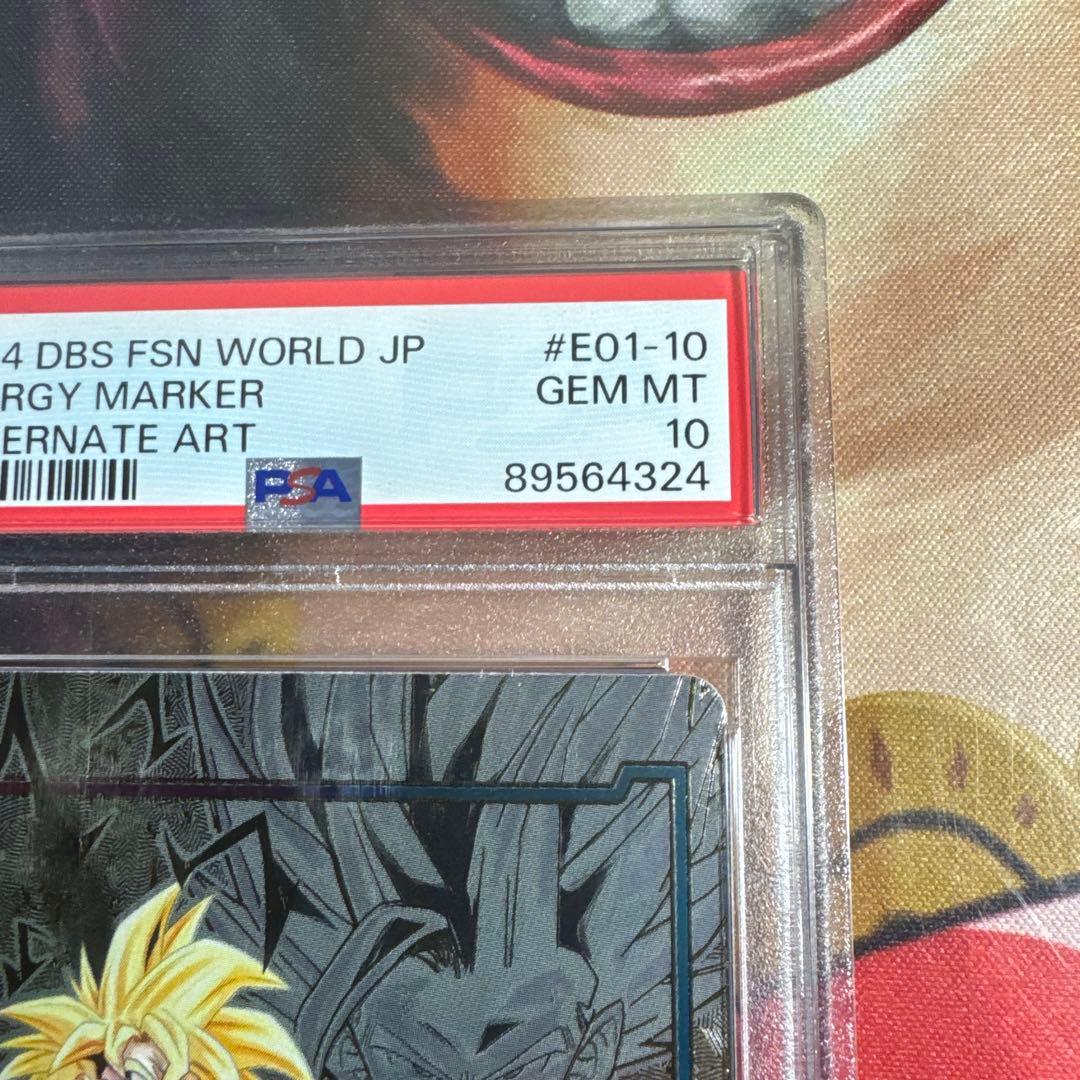 4 DBS FSN WORLD JP #E01-10
RGY MARKER GEM MT
ERNATE ART 10
PSA 89564324